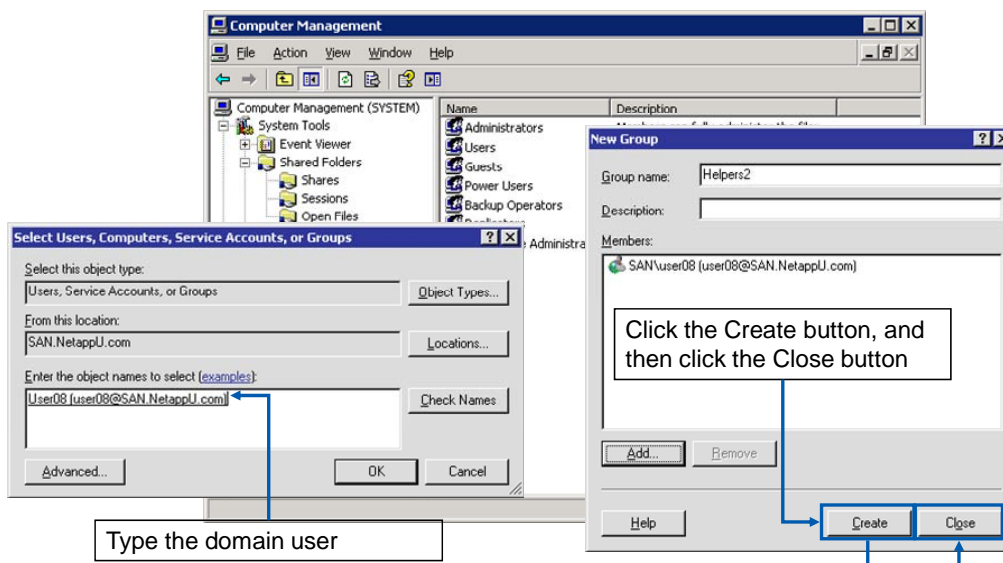 Computer Management
File Action View Window Help
Computer Management (SYSTEM)
System Tools
Event Viewer
Shared Folders
Shares
Sessions
Open Files
Name Description
Administrators
Users
Guests
Power Users
Backup Operators
Administra
Select Users, Computers, Service Accounts, or Groups
Select this object type:
Users, Service Accounts, or Groups
Object Types...
From this location:
SAN.NetappU.com
Locations...
Enter the object names to select (examples):
User08 (user08@SAN.NetappU.com)
Check Names
Advanced...
OK
Cancel
Type the domain user
New Group
Group name: Helpers2
Description:
Members:
SAN\user08 (user08@SAN.NetappU.com)
Click the Create button, and
then click the Close button
Add...
Remove
Help
Create
Close